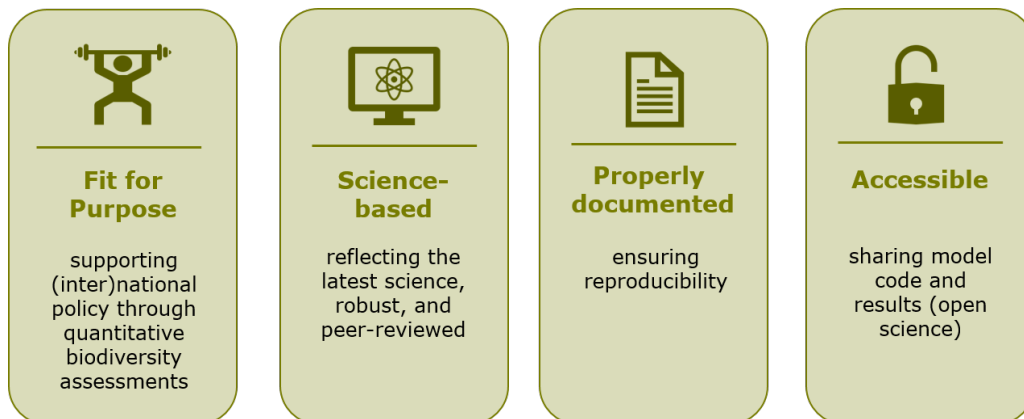 Fit for
Purpose
supporting
(inter)national
policy through
quantitative
biodiversity
assessments
Science-
based
reflecting the
latest science,
robust, and
peer-reviewed
Properly
documented
ensuring
reproducibility
Accessible
sharing model
code and
results (open
science)